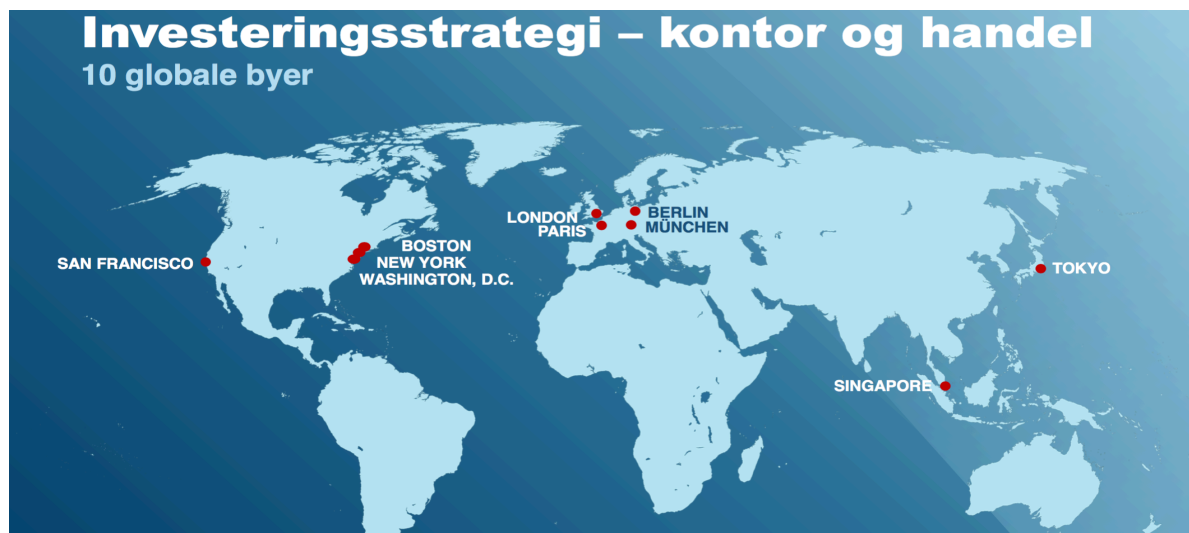 Investeringsstrategi – kontor og handel
10 globale byer
SAN FRANCISCO
BOSTON
NEW YORK
WASHINGTON, D.C.
LONDON
PARIS
BERLIN
MÜNCHEN
TOKYO
SINGAPORE